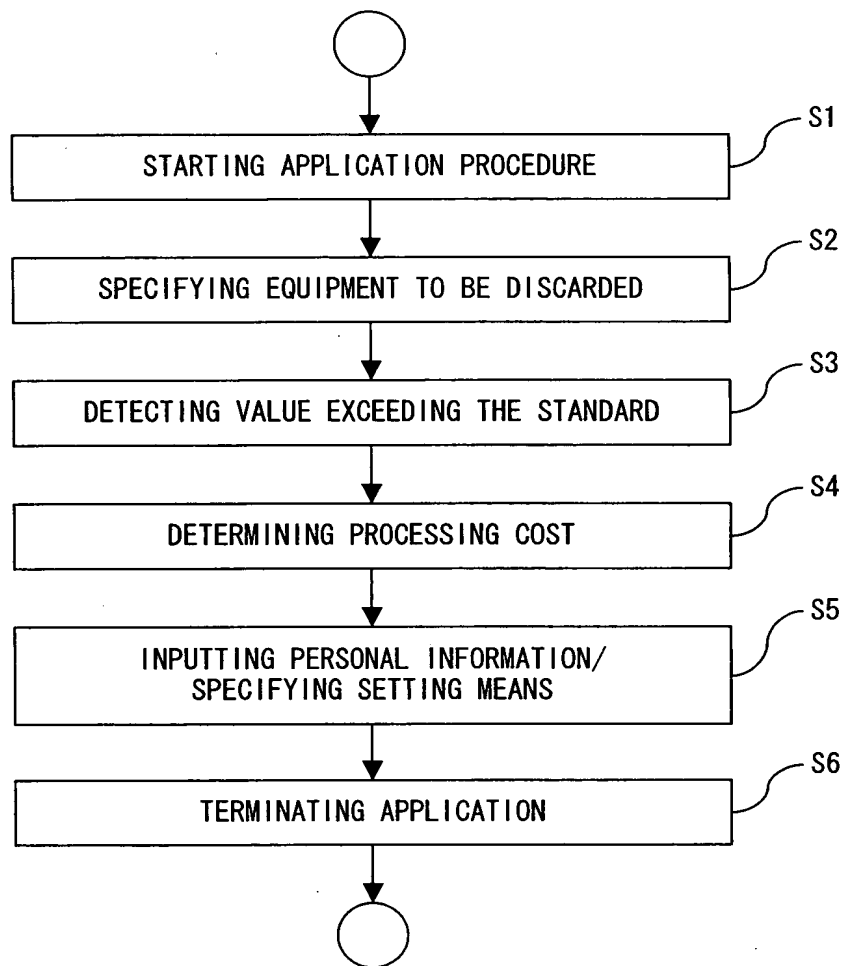 S1
STARTING APPLICATION PROCEDURE
S2
SPECIFYING EQUIPMENT TO BE DISCARDED
S3
DETECTING VALUE EXCEEDING THE STANDARD
S4
DETERMINING PROCESSING COST
S5
INPUTTING PERSONAL INFORMATION/
SPECIFYING SETTING MEANS
S6
TERMINATING APPLICATION